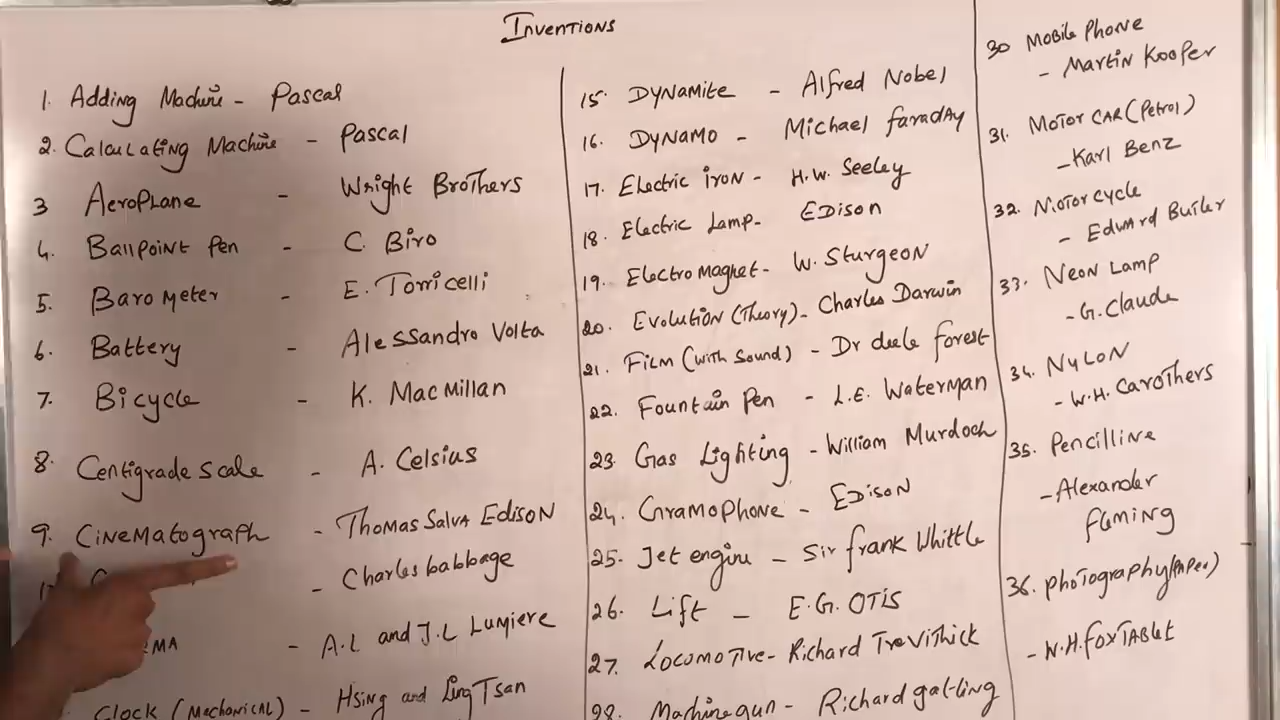 Inventions
1. Adding Machine - Pascal
2. Calculating Machine - Pascal
3 Aeroplane - Wright Brothers
4. Ballpoint Pen - C. Biro
5. Barometer - E. Torricelli
6. Battery - Alessandro Volta
7. Bicycle - K. MacMillan
8. Centigrade scale - A. Celsius
9. Cinematograph - Thomas Salva Edison
- Charles babbage
- A.L and J.L Lumiere
Clock (Mechanical) - Hsing and Ling Tsan
15. Dynamite - Alfred Nobel
16. Dynamo - Michael faraday
17. Electric iron - H.W. Seeley
18. Electric Lamp - Edison
19. Electro Magnet - W. Sturgeon
20. Evolution (Theory) - Charles Darwin
21. Film (with sound) - Dr forest
22. Fountain Pen - L.E. Waterman
23. Gas Lighting - William Murdoch
24. Gramophone - Edison
25. Jet engine - Sir frank Whittle
26. Lift - E.G. Otis
27. Locomotive - Richard Trevithick
28. Machine gun - Richard gatling
30 Mobile Phone
- Martin Kooper
31. Motor car (Petrol)
- Karl Benz
32. Motorcycle
- Edward Butler
33. Neon Lamp
- G. Claude
34. Nylon
- W.H. Carothers
35. Pencilline
- Alexander
fleming
36. photography (Paper)
- W.H. fox Tablet